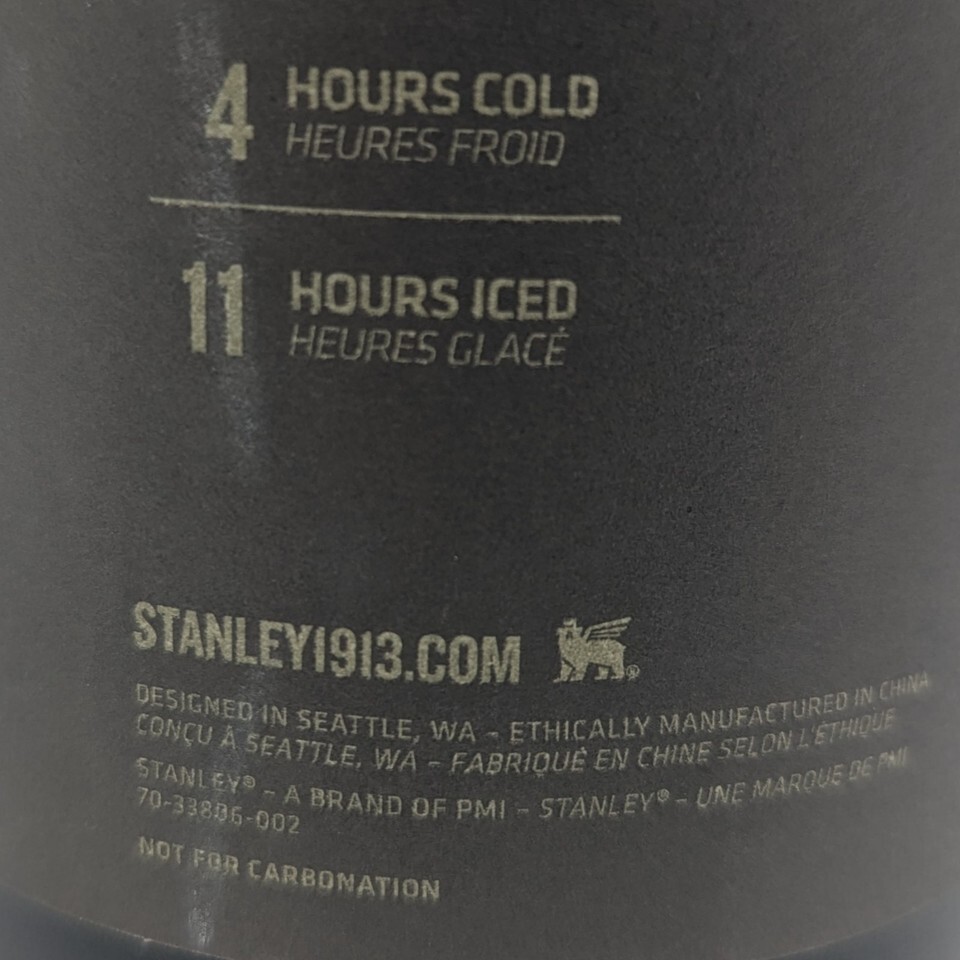 4 HOURS COLD
HEURES FROID
11 HOURS ICED
HEURES GLACÉ
STANLEY1913.COM ®
DESIGNED IN SEATTLE, WA - ETHICALLY MANUFACTURED IN CHINA
CONÇU À SEATTLE, WA - FABRIQUÉ EN CHINE SELON L'ÉTHIQUE
STANLEY® - A BRAND OF PMI - STANLEY® - UNE MARQUE DE PMI
70-33806-002
NOT FOR CARBONATION